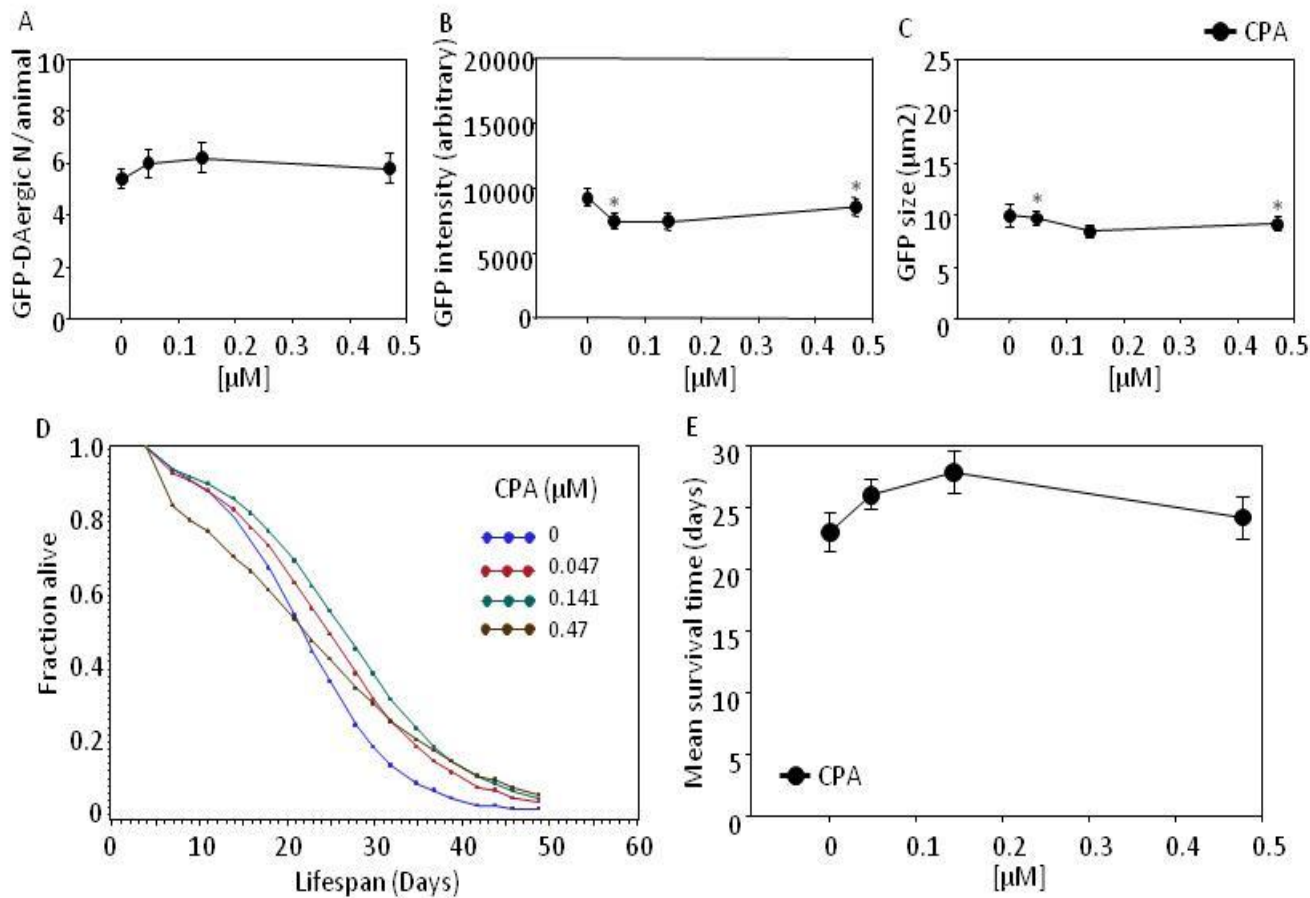 A
GFP-DAergic N/animal
10
8
6
4
2
0
0 0.1 0.2 0.3 0.4 0.5
[µM]
B
GFP intensity (arbitrary)
20000
15000
10000
5000
0
*
*
0 0.1 0.2 0.3 0.4 0.5
[µM]
C
CPA
GFP size (µm2)
25
20
15
10
5
0
*
*
0 0.1 0.2 0.3 0.4 0.5
[µM]
D
Fraction alive
1.0
0.8
0.6
0.4
0.2
0
CPA (µM)
0
0.047
0.141
0.47
0 10 20 30 40 50 60
Lifespan (Days)
E
Mean survival time (days)
30
25
20
15
10
5
0
CPA
0 0.1 0.2 0.3 0.4 0.5
[µM]